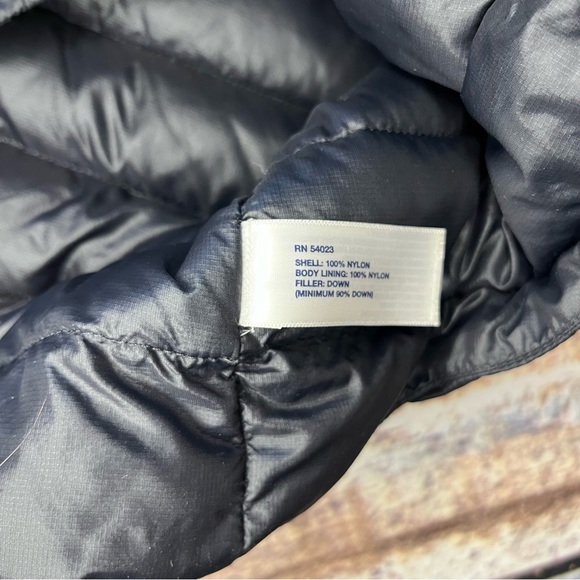 RN 54023
SHELL: 100% NYLON
BODY LINING: 100% NYLON
FILLER: DOWN
(MINIMUM 90% DOWN)